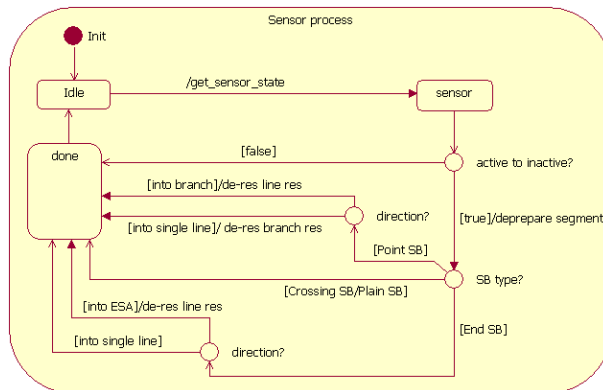 Sensor process
Init
/get_sensor_state
Idle
sensor
done
[false]
active to inactive?
[into branch]/de-res line res
direction?
[true]/deprepare segment
[into single line]/ de-res branch res
[Point SB]
SB type?
[Crossing SB/Plain SB]
[into ESA]/de-res line res
[End SB]
[into single line]
direction?